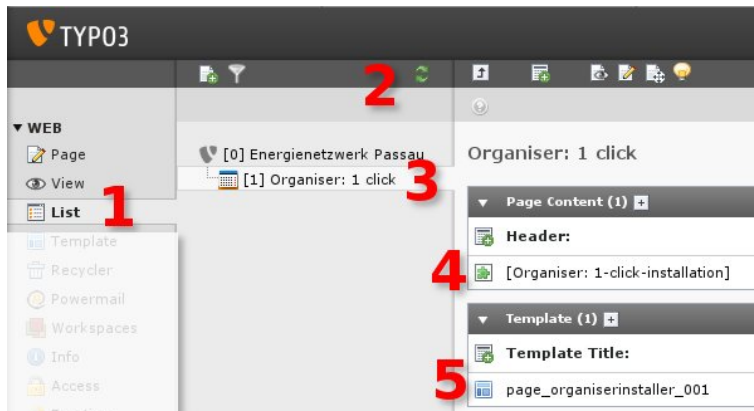 TYPO3
2
WEB
Page
View
List
1
Template
Recycler
Powermail
Workspaces
Info
Access
[0] Energienetzwerk Passau
[1] Organiser: 1 click
3
Organiser: 1 click
Page Content (1)
Header:
4
[Organiser: 1-click-installation]
Template (1)
Template Title:
5
page_organiserinstaller_001